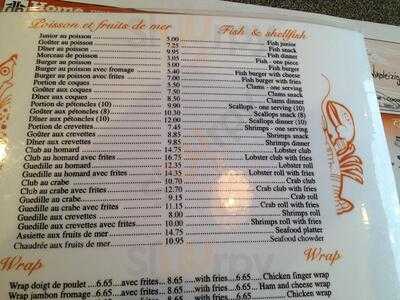 Home
Poisson et fruits de mer Fish & shellfish
Junior au poisson 5.00 Fish junior
Goûter au poisson 7.25 Fish snack
Dîner au poisson 9.95 Fish dinner
Morceau de poisson Fish - one piece
Burger au poisson Fish burger
Burger au poisson avec fromage 5.40 Fish burger with cheese
Burger au poisson avec frites 7.00 Fish burger with fries
Portion de coques 3.50 Clams - one serving
Goûter aux coques 7.50 Clams snack
Dîner aux coques 8.50 Clams dinner
Portion de pétoncles (10) 9.90 Scallops - one serving (10)
Goûter aux pétoncles (8) 10.30 Scallops snack (8)
Dîner aux pétoncles (10) 12.00 Scallops dinner (10)
Portion de crevettes 7.45 Shrimps - one serving
Goûter aux crevettes 8.85 Shrimps snack
Dîner aux crevettes 9.85 Shrimps dinner
Club au homard 14.75 Lobster club
Club au homard avec frites 16.75 Lobster club with fries
Guedille au homard 12.35 Lobster roll
Guedille au homard avec frites 14.35 Lobster roll with fries
Club au crabe 10.70 Crab club
Club au crabe avec frites 12.70 Crab club with fries
Guedille au crabe 9.15 Crab roll
Guedille au crabe avec frites 11.15 Crab roll with fries
Guedille aux crevettes 8.00 Shrimps roll
Guedille aux crevettes avec frites 10.00 Shrimps roll with fries
Assiette aux fruits de mer 14.75 Seafood platter
Chaudrée aux fruits de mer 10.95 Seafood chowder
Wrap Wrap
Wrap doigt de poulet ....6.65....avec frites...8.65 ....with fries....6.65..... Chicken finger wrap
Wrap jambon fromage ...6.65....avec frites...8.65 ....with fries....6.65... Ham and cheese wrap